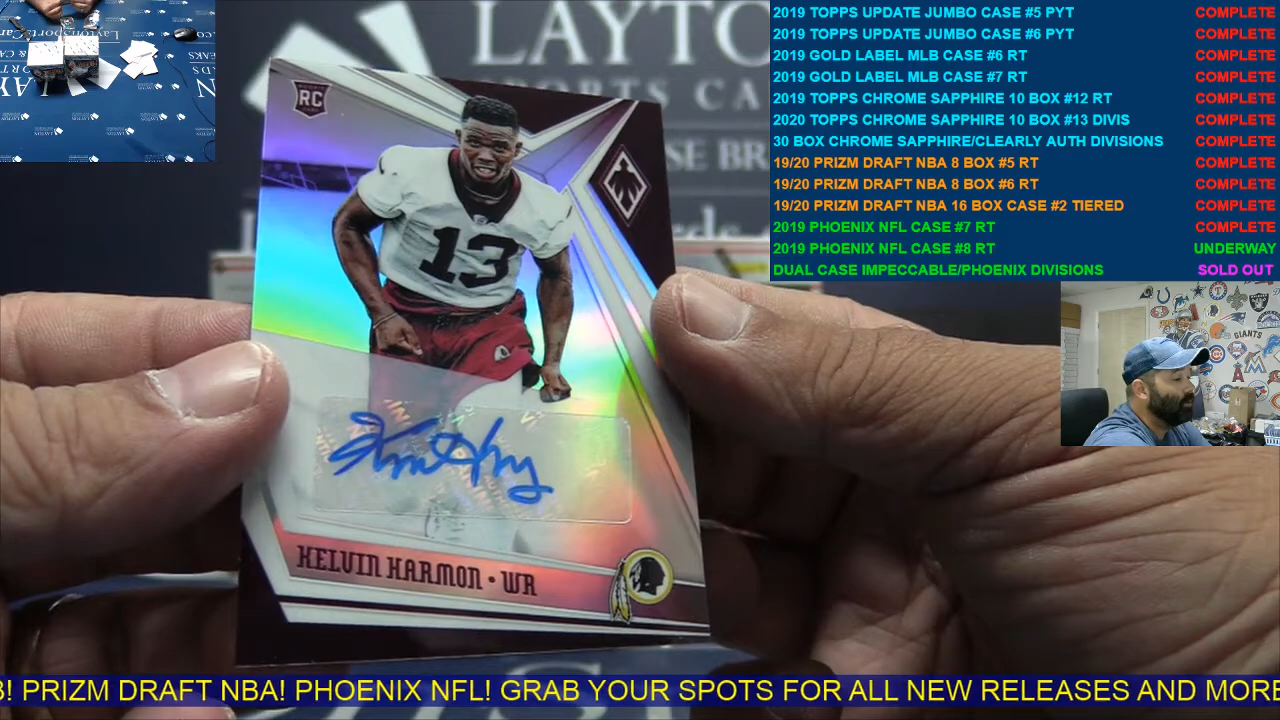 2019 TOPPS UPDATE JUMBO CASE #5 PYT COMPLETE
2019 TOPPS UPDATE JUMBO CASE #6 PYT COMPLETE
2019 GOLD LABEL MLB CASE #6 RT COMPLETE
2019 GOLD LABEL MLB CASE #7 RT COMPLETE
2019 TOPPS CHROME SAPPHIRE 10 BOX #12 RT COMPLETE
2020 TOPPS CHROME SAPPHIRE 10 BOX #13 DIVIS COMPLETE
30 BOX CHROME SAPPHIRE/CLEARLY AUTH DIVISIONS COMPLETE
19/20 PRIZM DRAFT NBA 8 BOX #5 RT COMPLETE
19/20 PRIZM DRAFT NBA 8 BOX #6 RT COMPLETE
19/20 PRIZM DRAFT NBA 16 BOX CASE #2 TIERED COMPLETE
2019 PHOENIX NFL CASE #7 RT COMPLETE
2019 PHOENIX NFL CASE #8 RT UNDERWAY
DUAL CASE IMPECCABLE/PHOENIX DIVISIONS SOLD OUT
LAYTO
SPORTS CA
SE BR
RC
13
KELVIN HARMON • WR
GIANTS
! PRIZM DRAFT NBA! PHOENIX NFL! GRAB YOUR SPOTS FOR ALL NEW RELEASES AND MORE